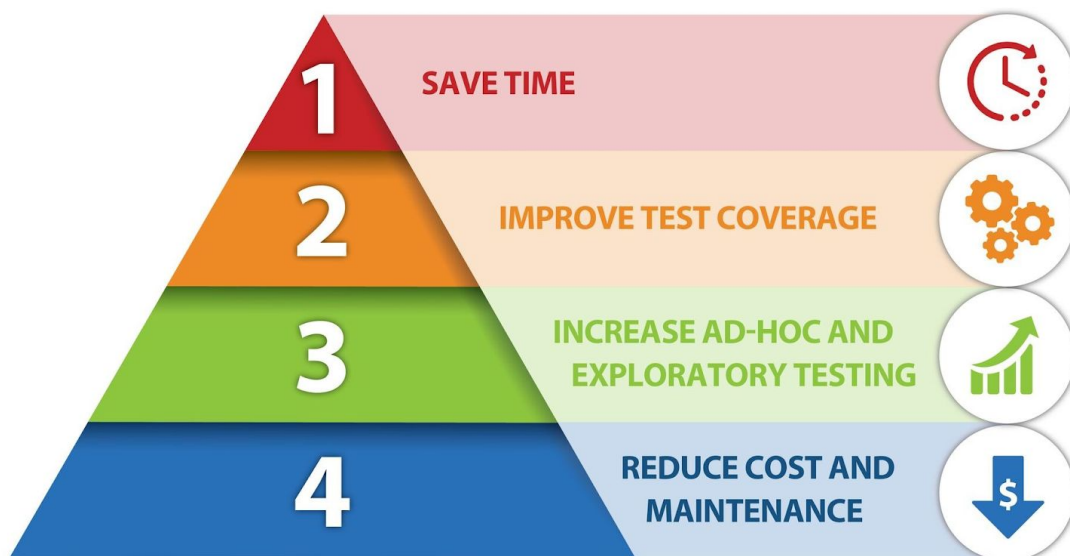 1
SAVE TIME
2
IMPROVE TEST COVERAGE
3
INCREASE AD-HOC AND
EXPLORATORY TESTING
4
REDUCE COST AND
MAINTENANCE
$